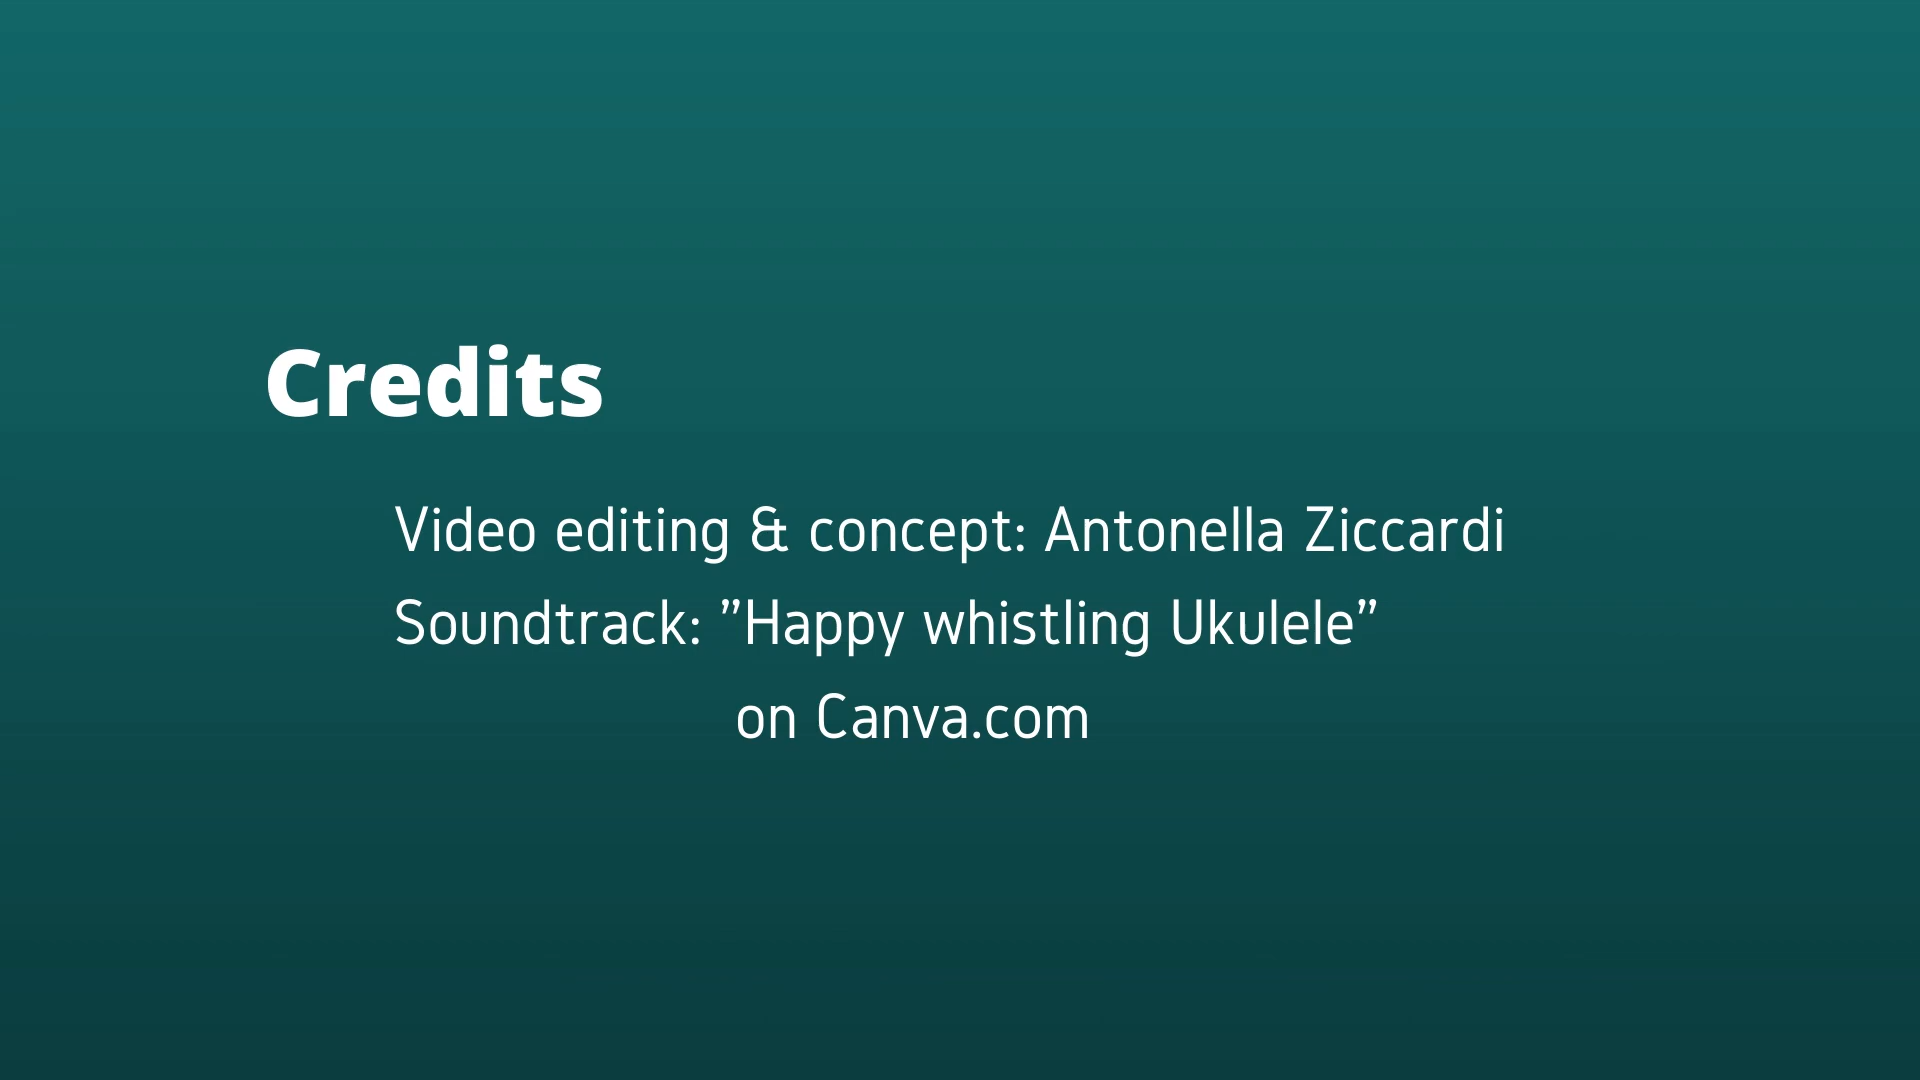 Credits
Video editing & concept: Antonella Ziccardi
Soundtrack: ”Happy whistling Ukulele”
on Canva.com